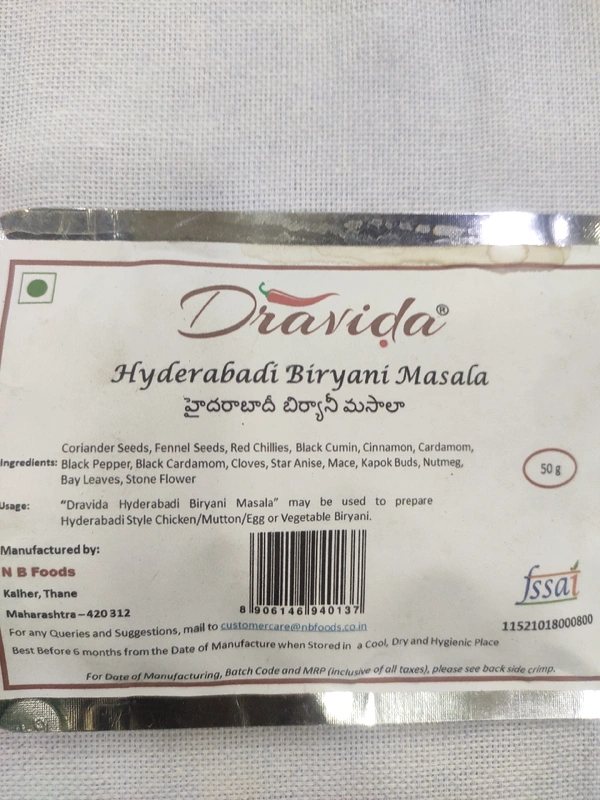 Dravida®
Hyderabadi Biryani Masala
హైదరాబాదీ బిర్యానీ మసాలా
Coriander Seeds, Fennel Seeds, Red Chillies, Black Cumin, Cinnamon, Cardamom,
Ingredients: Black Pepper, Black Cardamom, Cloves, Star Anise, Mace, Kapok Buds, Nutmeg,
Bay Leaves, Stone Flower
50 g
Usage: "Dravida Hyderabadi Biryani Masala" may be used to prepare
Hyderabadi Style Chicken/Mutton/Egg or Vegetable Biryani.
Manufactured by:
N B Foods
Kalher, Thane
Maharashtra – 420 312
8 906146 940137
fssai
11521018000800
For any Queries and Suggestions, mail to customercare@nbfoods.co.in
Best Before 6 months from the Date of Manufacture when Stored in a Cool, Dry and Hygienic Place
For Date of Manufacturing, Batch Code and MRP (inclusive of all taxes), please see back side crimp.